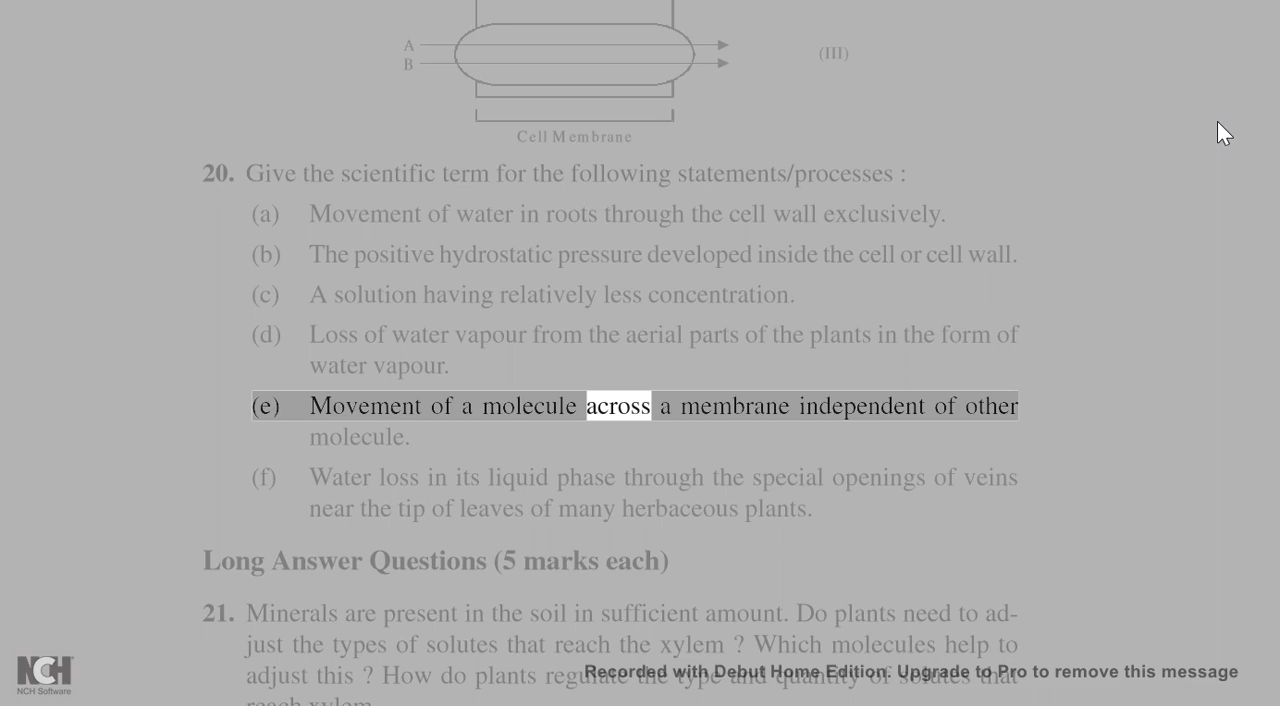 A
B
(III)
Cell Membrane
20. Give the scientific term for the following statements/processes :
(a) Movement of water in roots through the cell wall exclusively.
(b) The positive hydrostatic pressure developed inside the cell or cell wall.
(c) A solution having relatively less concentration.
(d) Loss of water vapour from the aerial parts of the plants in the form of
water vapour.
(e) Movement of a molecule across a membrane independent of other
molecule.
(f) Water loss in its liquid phase through the special openings of veins
near the tip of leaves of many herbaceous plants.
Long Answer Questions (5 marks each)
21. Minerals are present in the soil in sufficient amount. Do plants need to ad-
just the types of solutes that reach the xylem ? Which molecules help to
adjust this ? How do plants regulate the type and quantity of solutes that
reach xylem.
NCH
NCH Software
Recorded with Debut Home Edition. Upgrade to Pro to remove this message